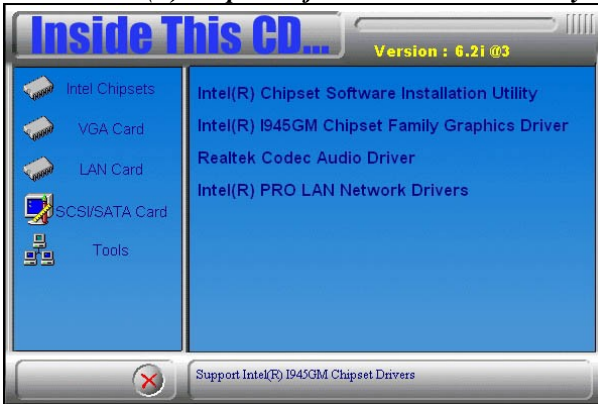 Inside This CD...
Version : 6.2i @3
Intel Chipsets
VGA Card
LAN Card
SCSI/SATA Card
Tools
Intel(R) Chipset Software Installation Utility
Intel(R) I945GM Chipset Family Graphics Driver
Realtek Codec Audio Driver
Intel(R) PRO LAN Network Drivers
Support Intel(R) I945GM Chipset Drivers